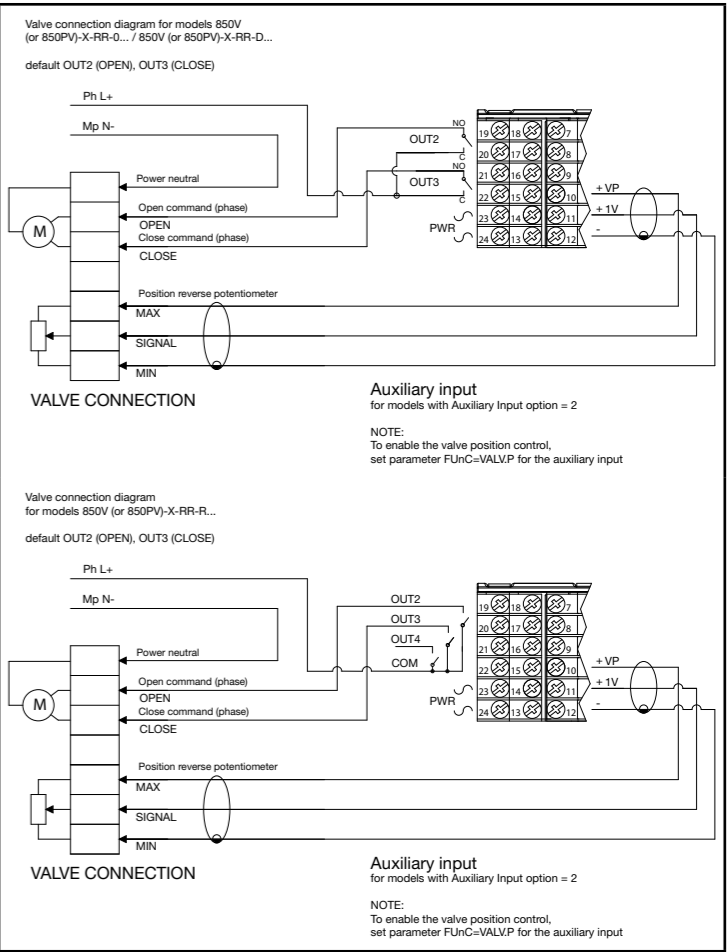 Valve connection diagram for models 850V
(or 850PV)-X-RR-0... / 850V (or 850PV)-X-RR-D...
default OUT2 (OPEN), OUT3 (CLOSE)
Ph L+
Mp N-
NO
OUT2
C
NO
OUT3
C
PWR
19 18 7
20 17 8
21 16 9
22 15 10
23 14 11
24 13 12
+ VP
+ 1V
-
Power neutral
Open command (phase)
OPEN
Close command (phase)
CLOSE
M
Position reverse potentiometer
MAX
SIGNAL
MIN
VALVE CONNECTION
Auxiliary input
for models with Auxiliary Input option = 2
NOTE:
To enable the valve position control,
set parameter FUnC=VALV.P for the auxiliary input
Valve connection diagram
for models 850V (or 850PV)-X-RR-R...
default OUT2 (OPEN), OUT3 (CLOSE)
Ph L+
Mp N-
OUT2
OUT3
OUT4
COM
PWR
19 18 7
20 17 8
21 16 9
22 15 10
23 14 11
24 13 12
+ VP
+ 1V
-
Power neutral
Open command (phase)
OPEN
Close command (phase)
CLOSE
M
Position reverse potentiometer
MAX
SIGNAL
MIN
VALVE CONNECTION
Auxiliary input
for models with Auxiliary Input option = 2
NOTE:
To enable the valve position control,
set parameter FUnC=VALV.P for the auxiliary input